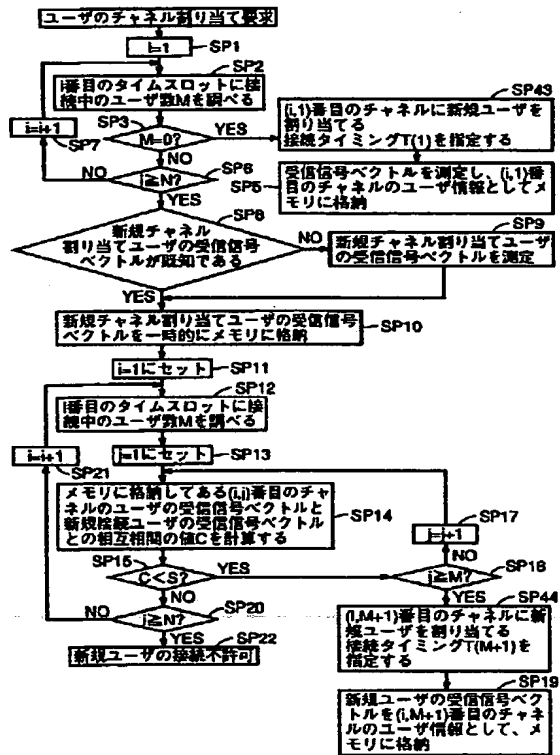 ユーザのチャネル割り当て要求
i=1
SP1
SP2
i番目のタイムスロットに接
続中のユーザ数Mを調べる
SP43
(i,1)番目のチャネルに新規ユーザを
割り当てる
接続タイミングT(1)を指定する
i=i+1
SP7
SP3
M=0?
YES
NO
SP6
i≧N?
NO
YES
SP5
受信信号ベクトルを測定し、(i,1)番
目のチャネルのユーザ情報としてメ
モリに格納
SP8
新規チャネル
割り当てユーザの受信信号
ベクトルが既知である
NO
SP9
新規チャネル割り当てユーザ
の受信信号ベクトルを測定
YES
新規チャネル割り当てユーザの受信信号
ベクトルを一時的にメモリに格納
SP10
i=1にセット
SP11
SP12
i番目のタイムスロットに接
続中のユーザ数Mを調べる
i=i+1
SP21
j=1にセット
SP13
メモリに格納してある(i,j)番目のチャ
ネルのユーザの受信信号ベクトルと
新規接続ユーザの受信信号ベクトル
との相互相関の値Cを計算する
SP14
SP17
j=j+1
SP15
C<S?
YES
NO
j≧M?
SP18
NO
YES
SP44
j≧N?
SP20
NO
YES
SP22
新規ユーザの接続不許可
(i,M+1)番目のチャネルに新
規ユーザを割り当てる
接続タイミングT(M+1)を
指定する
SP19
新規ユーザの受信信号ベク
トルを(i,M+1)番目のチャネ
ルのユーザ情報として、メ
モリに格納